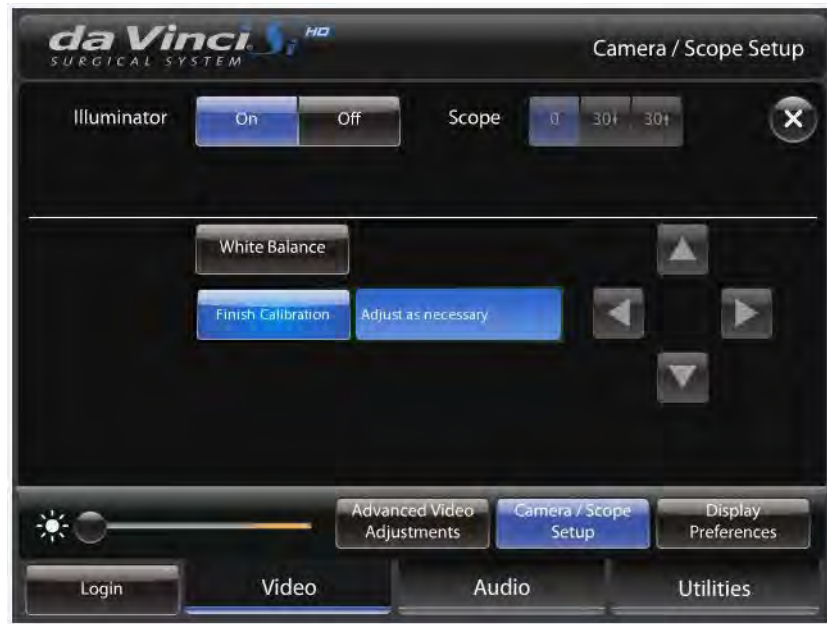 da Vinci Si HD
SURGICAL SYSTEM
Camera / Scope Setup
Illuminator On Off Scope 0 30 30
White Balance
Finish Calibration Adjust as necessary
Advanced Video
Adjustments
Camera / Scope
Setup
Display
Preferences
Login Video Audio Utilities